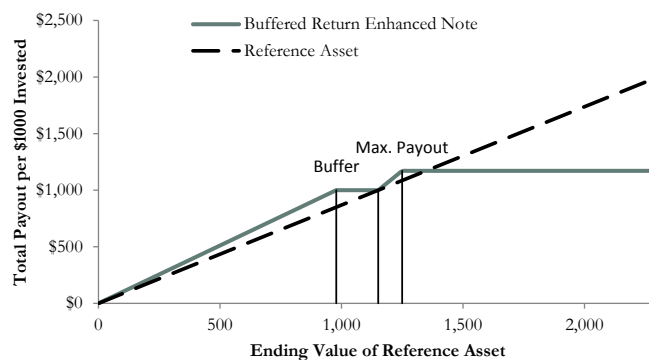 $2,500
Buffered Return Enhanced Note
Reference Asset
$2,000
$1,500
Max. Payout
Buffer
$1,000
$500
$0
0
500
1,000
1,500
2,000
Total Payout per $1000 Invested
Ending Value of Reference Asset